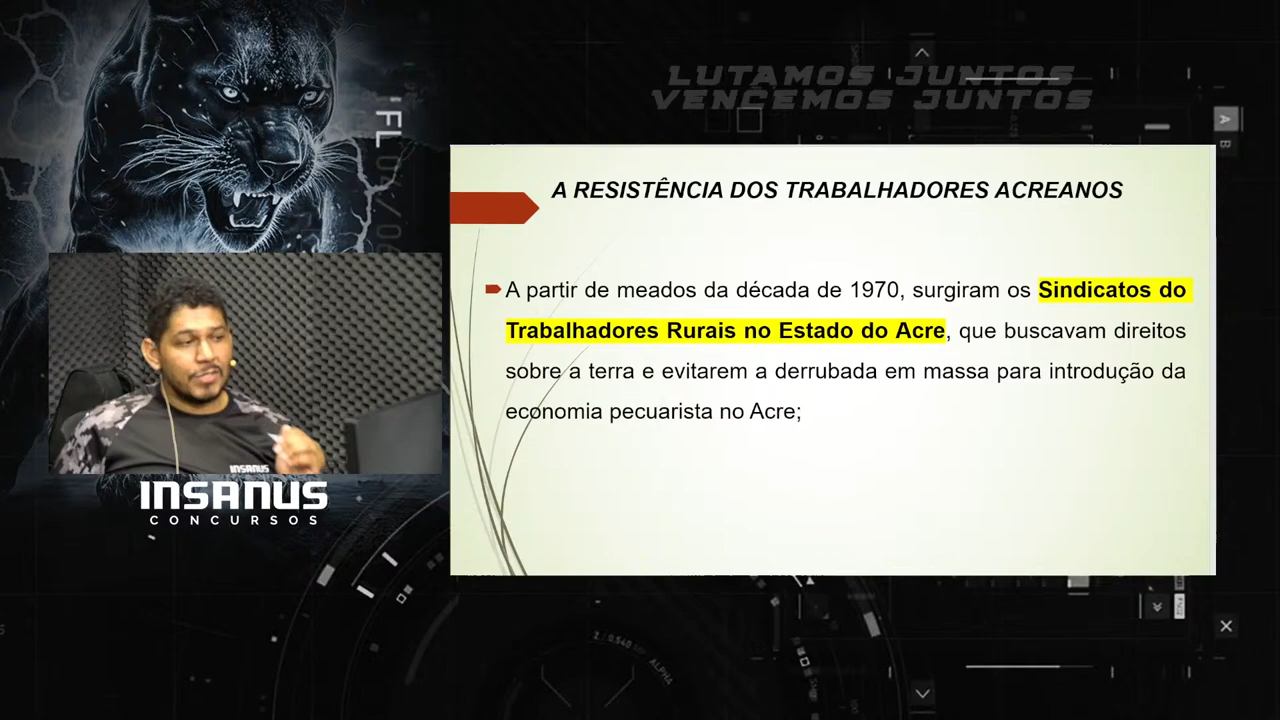 LUTAMOS JUNTOS
VENCEMOS JUNTOS
FL
A
B
A RESISTÊNCIA DOS TRABALHADORES ACREANOS
A partir de meados da década de 1970, surgiram os Sindicatos do
Trabalhadores Rurais no Estado do Acre, que buscavam direitos
sobre a terra e evitarem a derrubada em massa para introdução da
economia pecuarista no Acre;
INSANUS
INSANUS
CONCURSOS
ALPHA